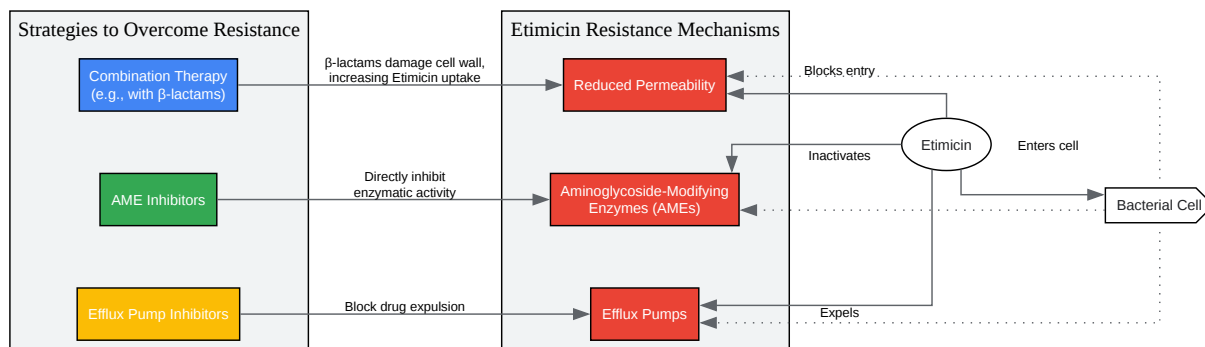 Strategies to Overcome Resistance
Etimicin Resistance Mechanisms
Combination Therapy
(e.g., with β-lactams)
β-lactams damage cell wall,
increasing Etimicin uptake
Reduced Permeability
Blocks entry
Etimicin
Enters cell
Inactivates
AME Inhibitors
Directly inhibit
enzymatic activity
Aminoglycoside-Modifying
Enzymes (AMEs)
Bacterial Cell
Efflux Pump Inhibitors
Block drug expulsion
Efflux Pumps
Expels